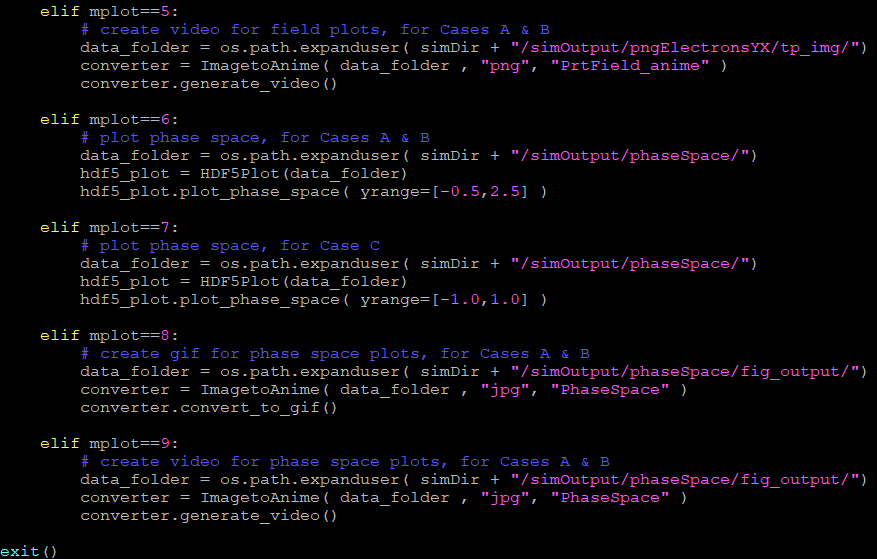 elif mplot==5:
# create video for field plots, for Cases A & B
data_folder = os.path.expanduser( simDir + "/simOutput/pngElectronsYX/tp_img/")
converter = ImagetoAnime( data_folder , "png", "PrtField_anime" )
converter.generate_video()
elif mplot==6:
# plot phase space, for Cases A & B
data_folder = os.path.expanduser( simDir + "/simOutput/phaseSpace/")
hdf5_plot = HDF5Plot(data_folder)
hdf5_plot.plot_phase_space( yrange=[-0.5,2.5] )
elif mplot==7:
# plot phase space, for Case C
data_folder = os.path.expanduser( simDir + "/simOutput/phaseSpace/")
hdf5_plot = HDF5Plot(data_folder)
hdf5_plot.plot_phase_space( yrange=[-1.0,1.0] )
elif mplot==8:
# create gif for phase space plots, for Cases A & B
data_folder = os.path.expanduser( simDir + "/simOutput/phaseSpace/fig_output/")
converter = ImagetoAnime( data_folder , "jpg", "PhaseSpace" )
converter.convert_to_gif()
elif mplot==9:
# create video for phase space plots, for Cases A & B
data_folder = os.path.expanduser( simDir + "/simOutput/phaseSpace/fig_output/")
converter = ImagetoAnime( data_folder , "jpg", "PhaseSpace" )
converter.generate_video()
exit()